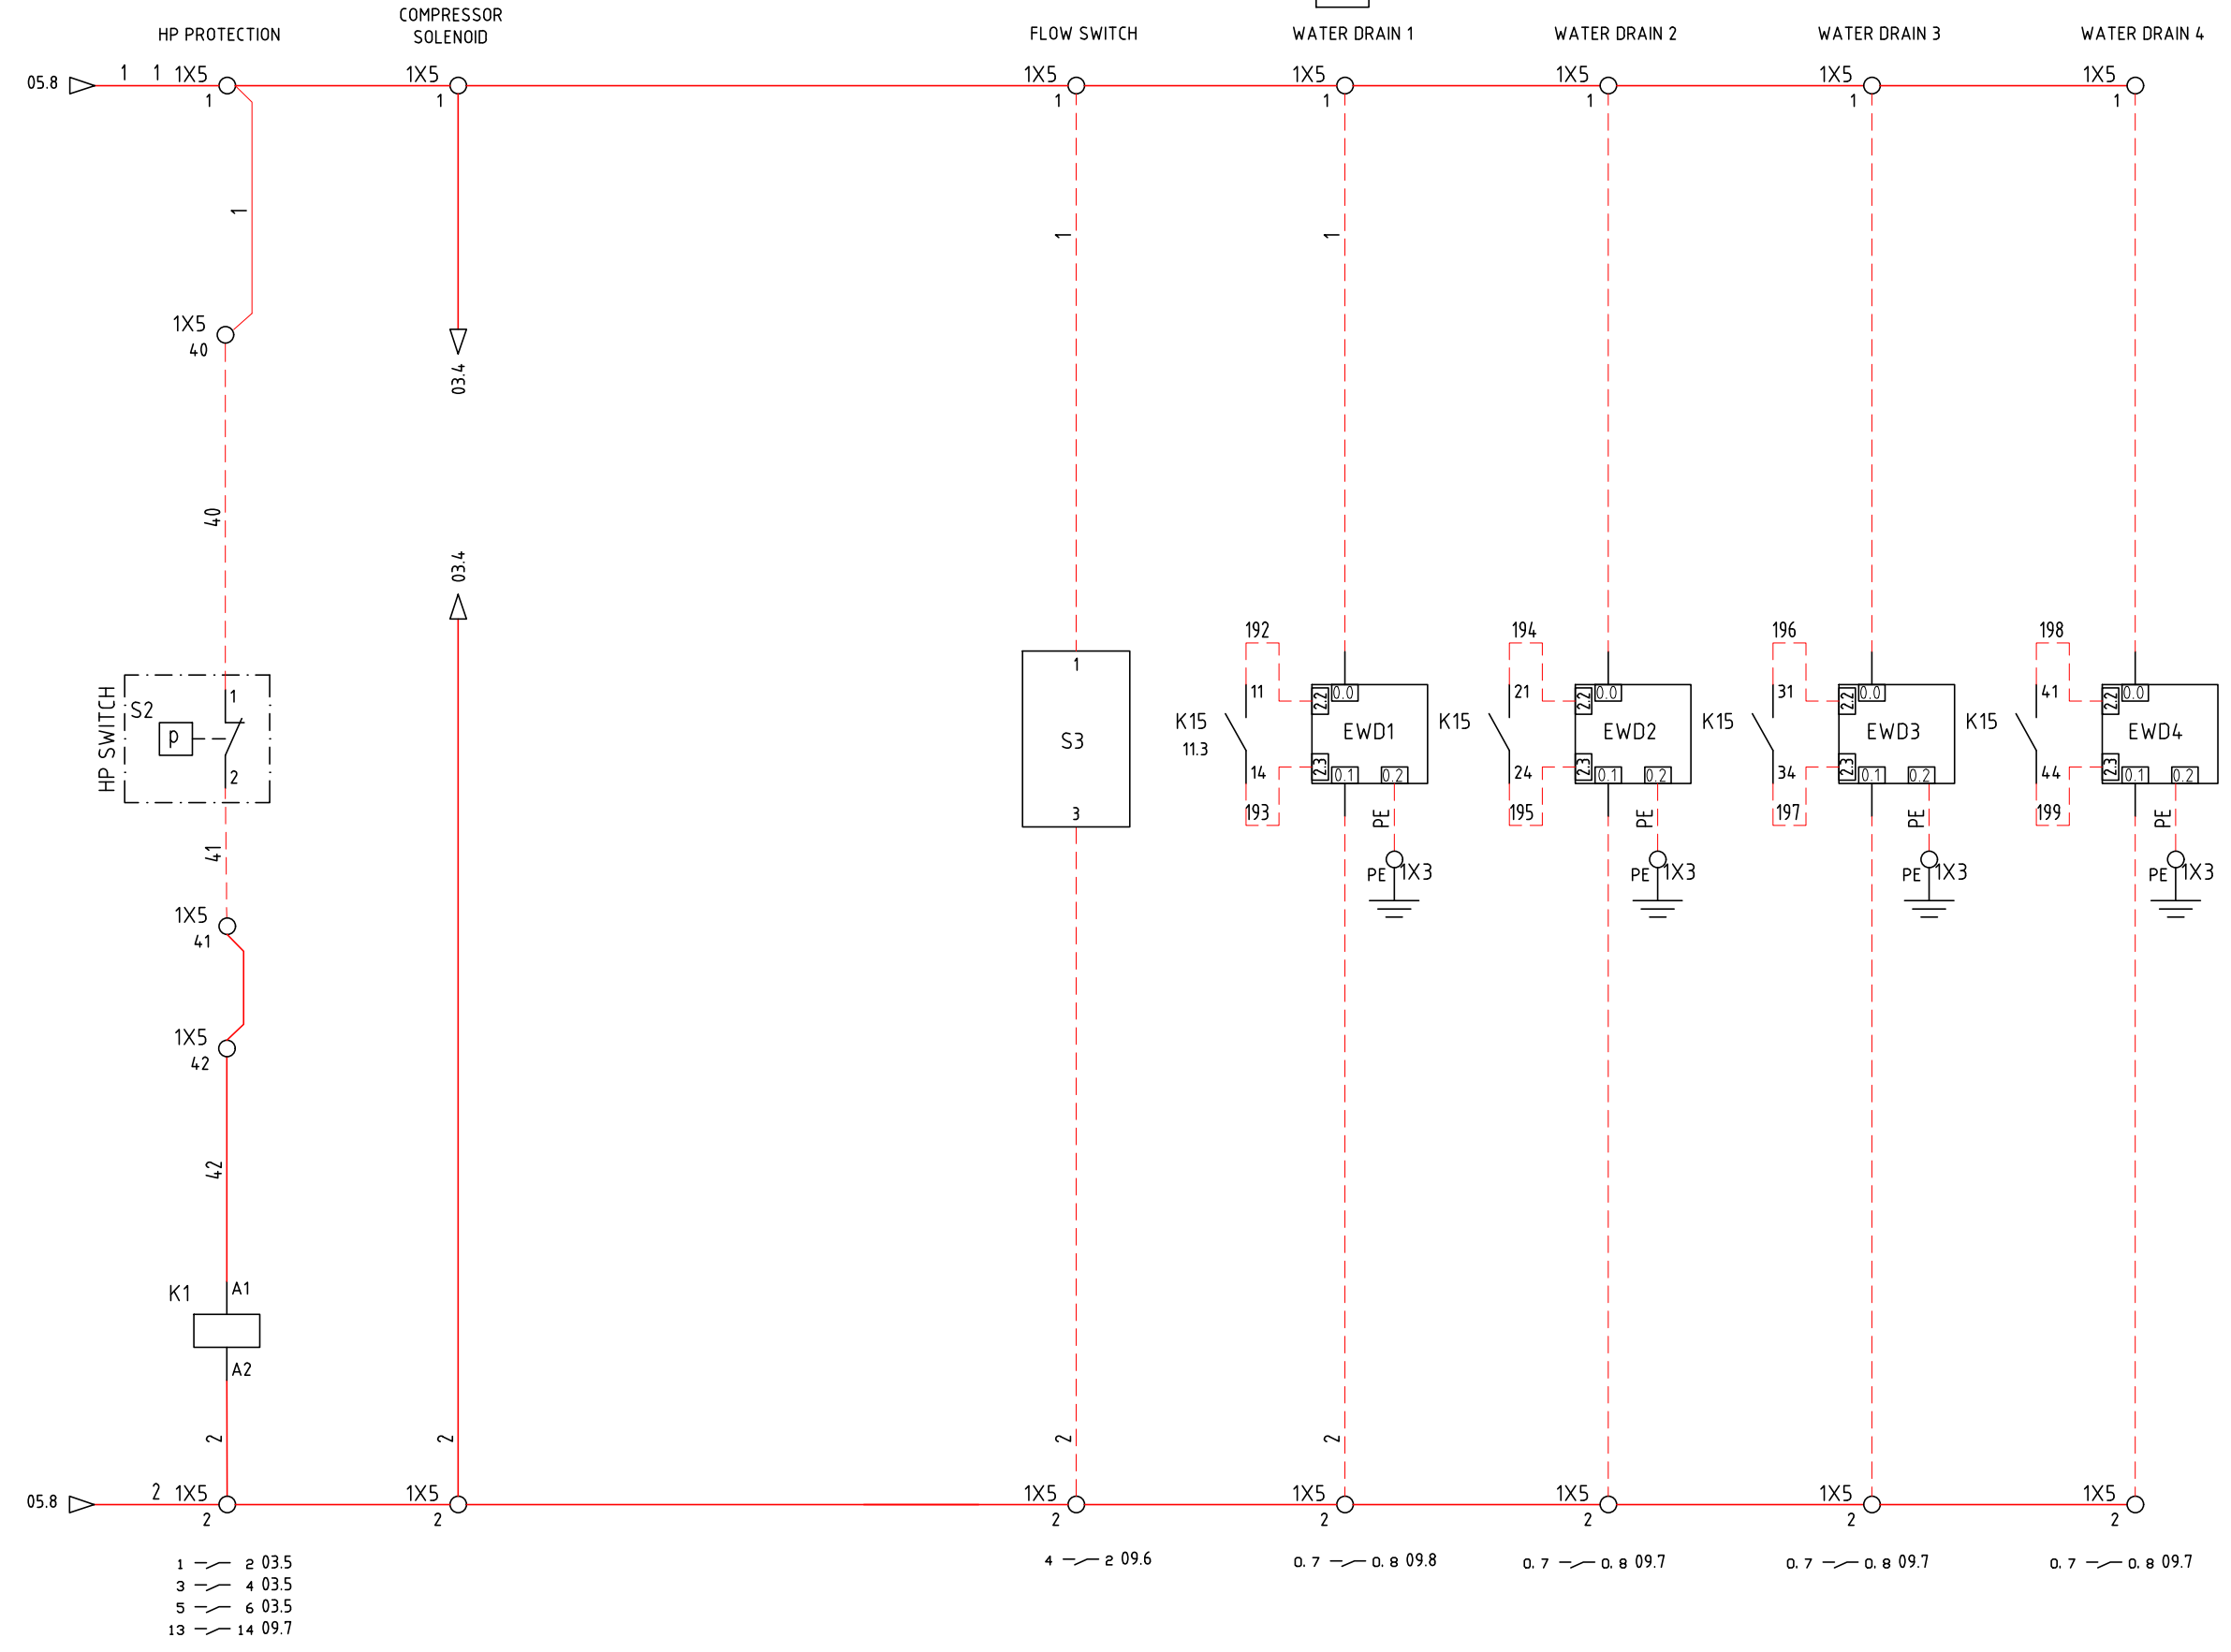 COMPRESSOR
HP PROTECTION SOLENOID FLOW SWITCH WATER DRAIN 1 WATER DRAIN 2 WATER DRAIN 3 WATER DRAIN 4
05.8 1 1 1X5 1X5 1X5 1X5 1X5 1X5 1X5
1 1 1 1 1 1 1
1 1 1
1X5
40
03.4
40
03.4
192 194 196 198
HP SWITCH S2 1 1 11 2.2 0.0 21 2.2 0.0 31 2.2 0.0 41 2.2 0.0
P S3 K15 EWD1 K15 EWD2 K15 EWD3 K15 EWD4
11.3
2 14 2.3 0.1 0.2 24 2.3 0.1 0.2 34 2.3 0.1 0.2 44 2.3 0.1 0.2
3 193 PE 195 PE 197 PE 199 PE
41
PE 1X3 PE 1X3 PE 1X3 PE 1X3
1X5
41
1X5
42
42
K1 A1
A2
2 2 2 2
05.8 2 1X5 1X5 1X5 1X5 1X5 1X5 1X5
2 2 2 2 2 2 2
1 2 03.5 4 2 09.6 0.7 0.8 09.8 0.7 0.8 09.7 0.7 0.8 09.7 0.7 0.8 09.7
3 4 03.5
5 6 03.5
13 14 09.7